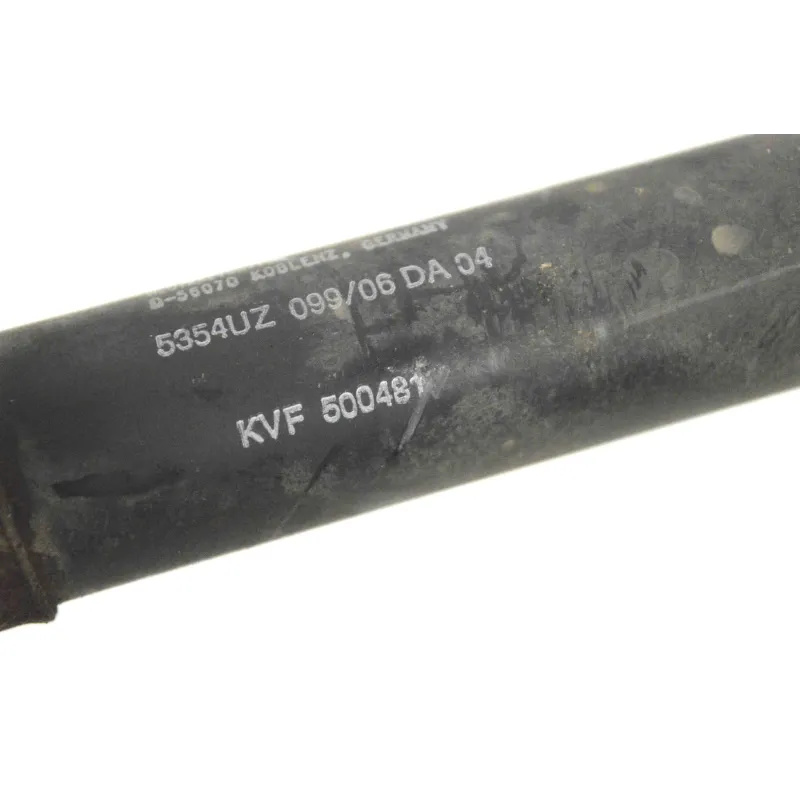 D-56070 KOBLENZ, GERMANY
5354UZ 099/06 DA 04
KVF 500481